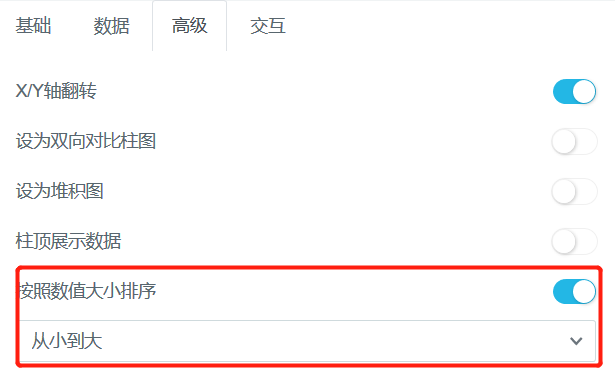 基础 数据 高级 交互
X/Y轴翻转
设为双向对比柱图
设为堆积图
柱顶展示数据
按照数值大小排序
从小到大